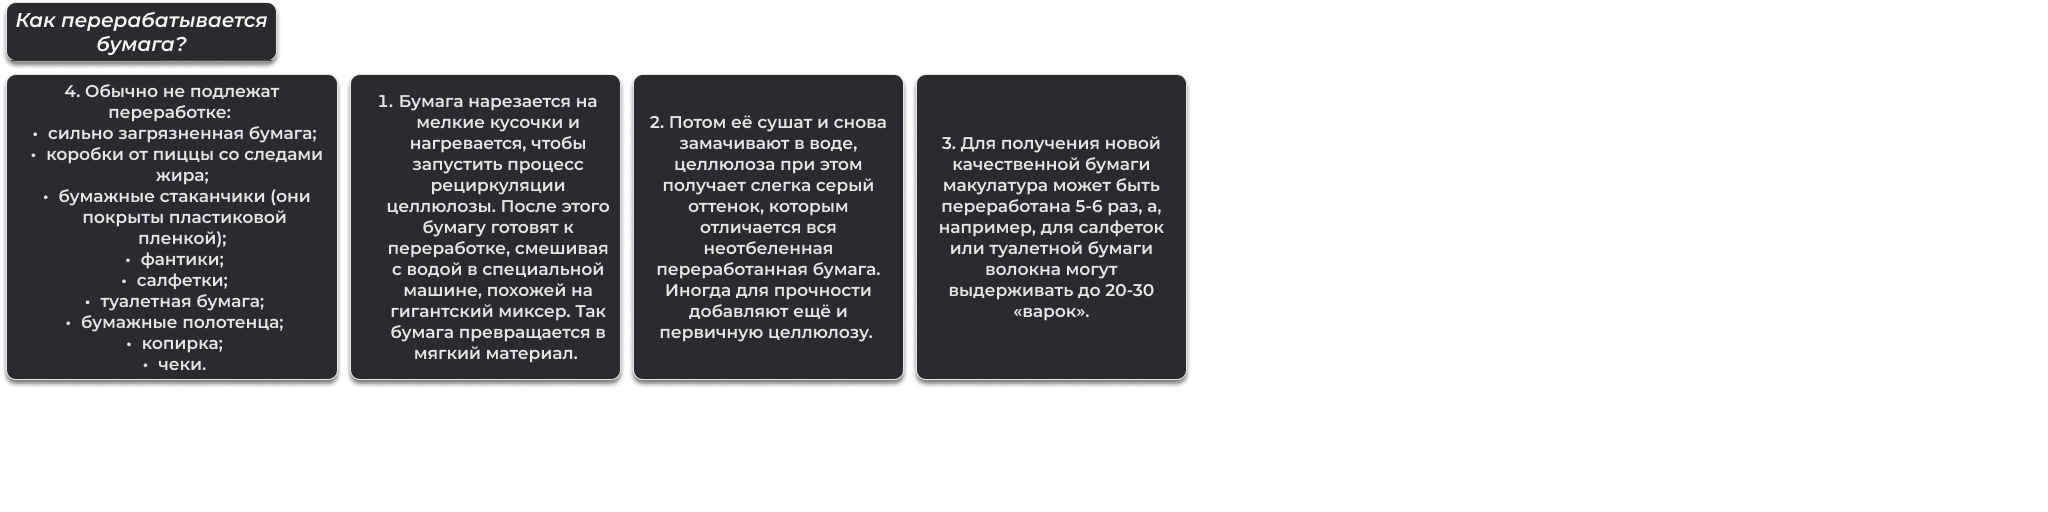 Как перерабатывается
бумага?
4. Обычно не подлежат
переработке:
• сильно загрязненная бумага;
• коробки от пиццы со следами
жира;
• бумажные стаканчики (они
покрыты пластиковой
пленкой);
• фантики;
• салфетки;
• туалетная бумага;
• бумажные полотенца;
• копирка;
• чеки.
1. Бумага нарезается на
мелкие кусочки и
нагревается, чтобы
запустить процесс
рециркуляции
целлюлозы. После этого
бумагу готовят к
переработке, смешивая
с водой в специальной
машине, похожей на
гигантский миксер. Так
бумага превращается в
мягкий материал.
2. Потом её сушат и снова
замачивают в воде,
целлюлоза при этом
получает слегка серый
оттенок, которым
отличается вся
неотбеленная
переработанная бумага.
Иногда для прочности
добавляют ещё и
первичную целлюлозу.
3. Для получения новой
качественной бумаги
макулатура может быть
переработана 5-6 раз, а,
например, для салфеток
или туалетной бумаги
волокна могут
выдерживать до 20-30
«варок».